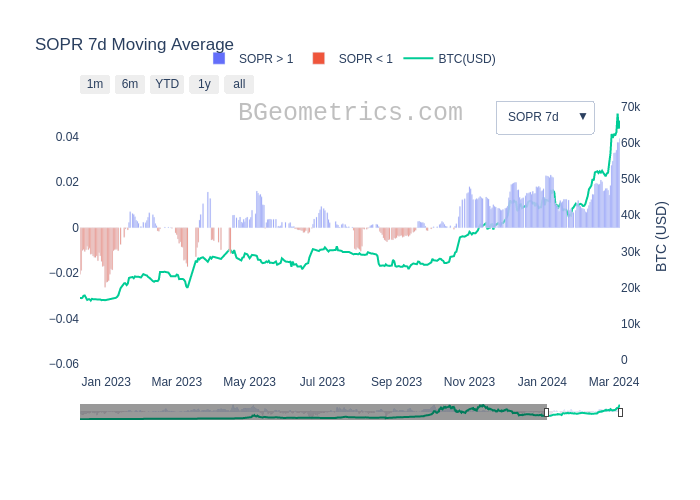 SOPR 7d Moving Average
SOPR > 1 SOPR < 1 BTC(USD)
1m 6m YTD 1y all
BGeometrics.com
SOPR 7d ▼
70k
0.04 60k
0.02 50k
0 40k
−0.02 30k
−0.04 20k
10k
−0.06 0
BTC (USD)
Jan 2023 Mar 2023 May 2023 Jul 2023 Sep 2023 Nov 2023 Jan 2024 Mar 2024